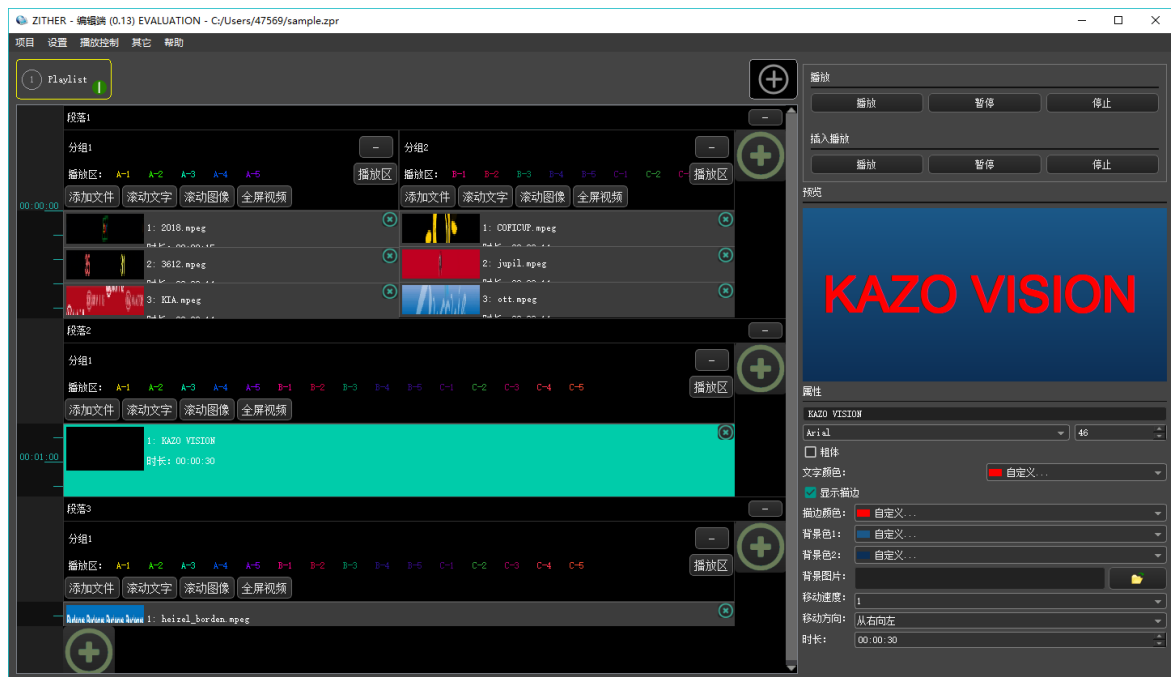 ZITHER - 编辑端 (0.13) EVALUATION - C:/Users/47569/sample.zpr
项目 设置 播放控制 其它 帮助
1 Playlist
段落1
分组1
播放区: A-1 A-2 A-3 A-4 A-5 播放区
添加文件 滚动文字 滚动图像 全屏视频
00:00:00
1: 2018.mpeg
2: 3612.mpeg
3: KIA.mpeg
分组2
播放区: B-1 B-2 B-3 B-4 B-5 C-1 C-2 C- 播放区
添加文件 滚动文字 滚动图像 全屏视频
1: COFICUP.mpeg
2: jupil.mpeg
3: ott.mpeg
段落2
分组1
播放区: A-1 A-2 A-3 A-4 A-5 B-1 B-2 B-3 B-4 B-5 C-1 C-2 C-3 C-4 C-5 播放区
添加文件 滚动文字 滚动图像 全屏视频
00:01:00
1: KAZO VISION
时长: 00:00:30
段落3
分组1
播放区: A-1 A-2 A-3 A-4 A-5 B-1 B-2 B-3 B-4 B-5 C-1 C-2 C-3 C-4 C-5 播放区
添加文件 滚动文字 滚动图像 全屏视频
1: heizel_borden.mpeg
播放
播放 暂停 停止
插入播放
播放 暂停 停止
预览
KAZO VISION
属性
KAZO VISION
Arial 46
粗体
文字颜色: 自定义...
显示描边
描边颜色: 自定义...
背景色1: 自定义...
背景色2: 自定义...
背景图片:
移动速度: 1
移动方向: 从右向左
时长: 00:00:30